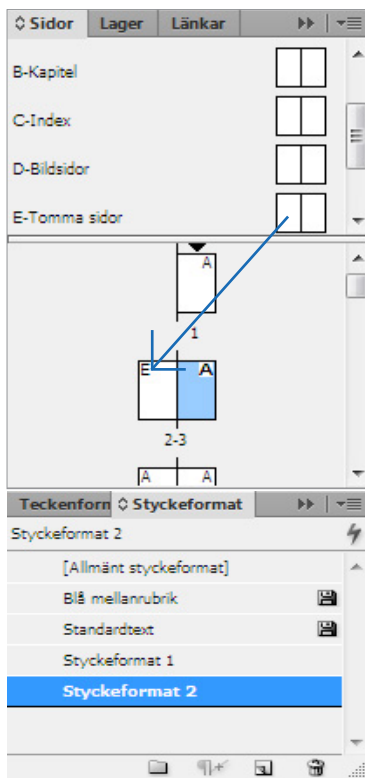 Sidor Lager Länkar
B-Kapitel
C-Index
D-Bildsidor
E-Tomma sidor
A
1
E A
2-3
A A
Teckenforn Styckeformat
Styckeformat 2
[Allmänt styckeformat]
Blå mellanrubrik
Standardtext
Styckeformat 1
Styckeformat 2